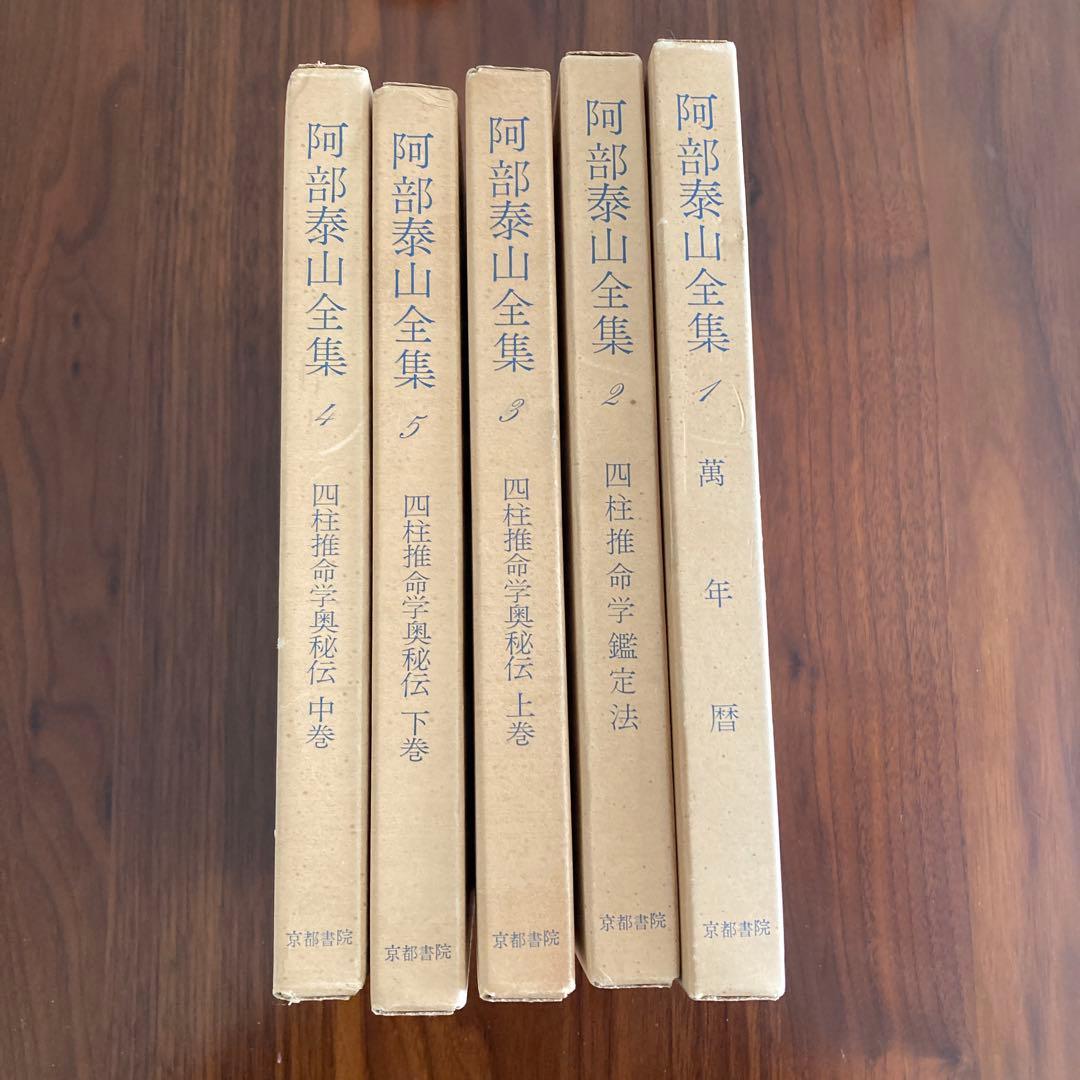 阿部泰山全集 4 四柱推命学奥秘伝 中巻
京都書院
阿部泰山全集 5 四柱推命学奥秘伝 下巻
京都書院
阿部泰山全集 3 四柱推命学奥秘伝 上巻
京都書院
阿部泰山全集 2 四柱推命学鑑定法
京都書院
阿部泰山全集 1 萬年暦
京都書院